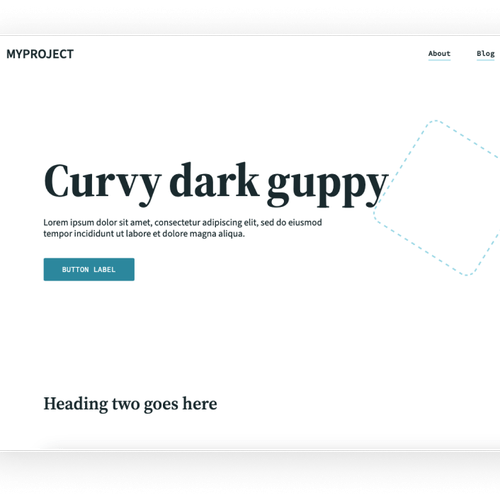 MYPROJECT
About
Blog
Curvy dark guppy
Lorem ipsum dolor sit amet, consectetur adipiscing elit, sed do eiusmod
tempor incididunt ut labore et dolore magna aliqua.
BUTTON LABEL
Heading two goes here